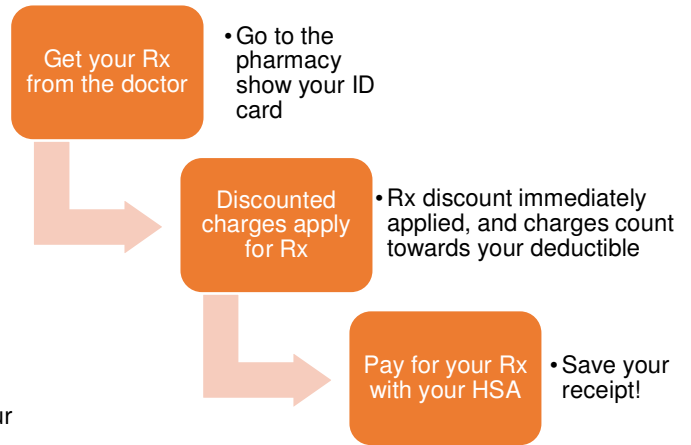 Get your Rx
from the doctor
• Go to the
pharmacy
show your ID
card
Discounted
charges apply
for Rx
• Rx discount immediately
applied, and charges count
towards your deductible
Pay for your Rx
with your HSA
• Save your
receipt!
ur